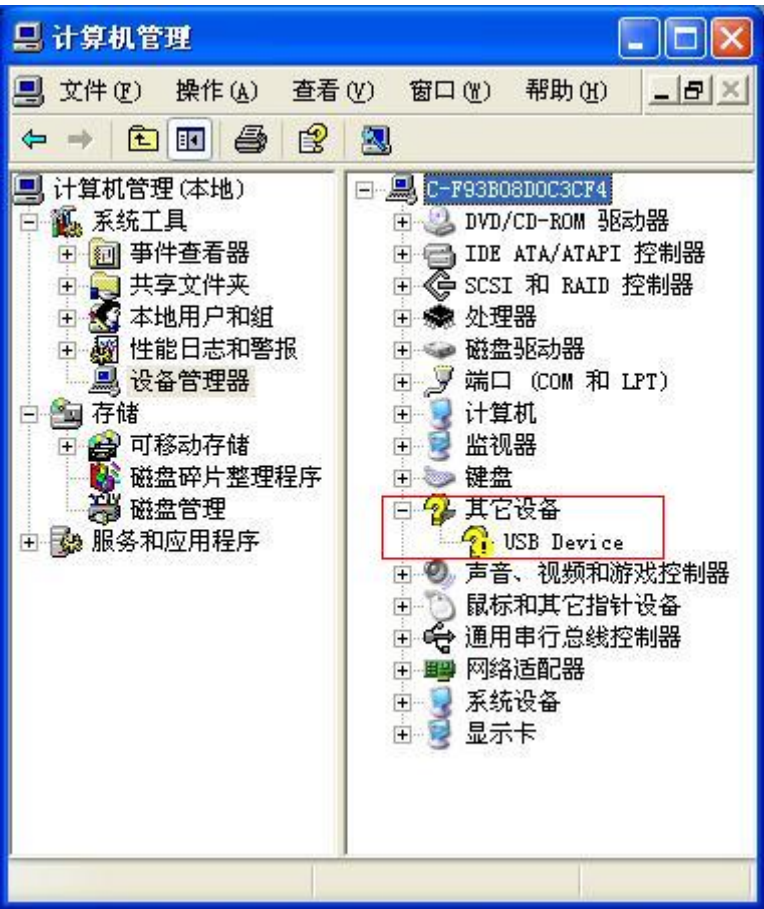 计算机管理
文件(F) 操作(A) 查看(V) 窗口(W) 帮助(H)
计算机管理(本地)
系统工具
事件查看器
共享文件夹
本地用户和组
性能日志和警报
设备管理器
存储
可移动存储
磁盘碎片整理程序
磁盘管理
服务和应用程序
C-F93B08D0C3CF4
DVD/CD-ROM 驱动器
IDE ATA/ATAPI 控制器
SCSI 和 RAID 控制器
处理器
磁盘驱动器
端口 (COM 和 LPT)
计算机
监视器
键盘
其它设备
USB Device
声音、视频和游戏控制器
鼠标和其它指针设备
通用串行总线控制器
网络适配器
系统设备
显示卡